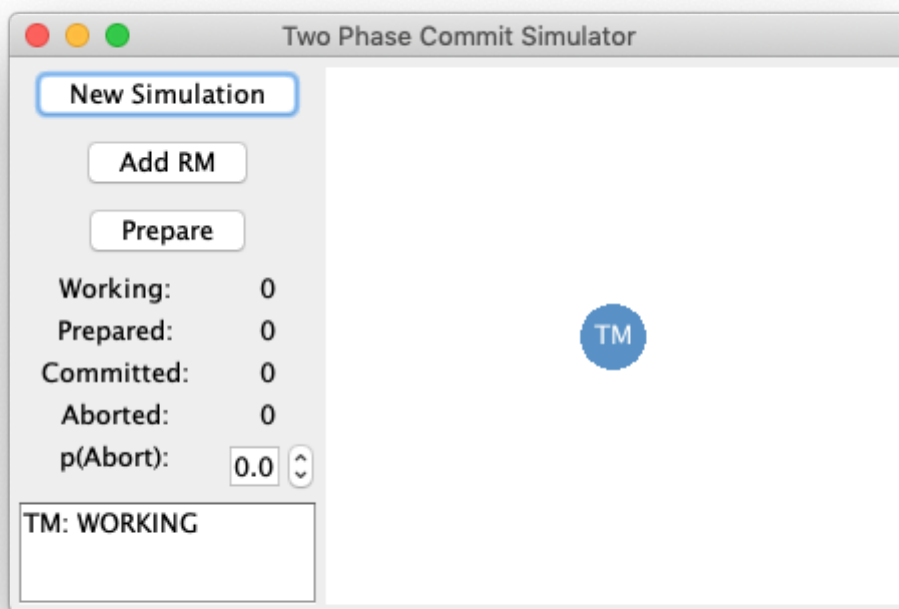 Two Phase Commit Simulator
New Simulation
Add RM
Prepare
Working: 0
Prepared: 0
Committed: 0
Aborted: 0
p(Abort): 0.0
TM: WORKING
TM